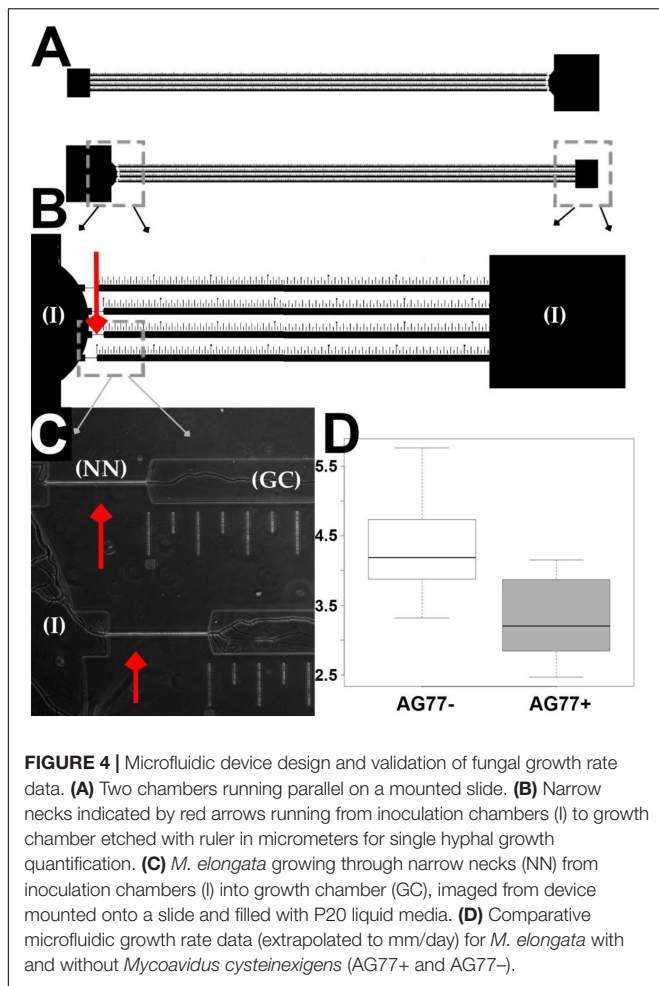 A
B
(I)
(I)
C
(NN)
(GC)
(I)
D
5.5
4.5
3.5
2.5
AG77-
AG77+
FIGURE 4 | Microfluidic device design and validation of fungal growth rate
data. (A) Two chambers running parallel on a mounted slide. (B) Narrow
necks indicated by red arrows running from inoculation chambers (I) to growth
chamber etched with ruler in micrometers for single hyphal growth
quantification. (C) M. elongata growing through narrow necks (NN) from
inoculation chambers (I) into growth chamber (GC), imaged from device
mounted onto a slide and filled with P20 liquid media. (D) Comparative
microfluidic growth rate data (extrapolated to mm/day) for M. elongata with
and without Mycoavidus cysteinexigens (AG77+ and AG77–).